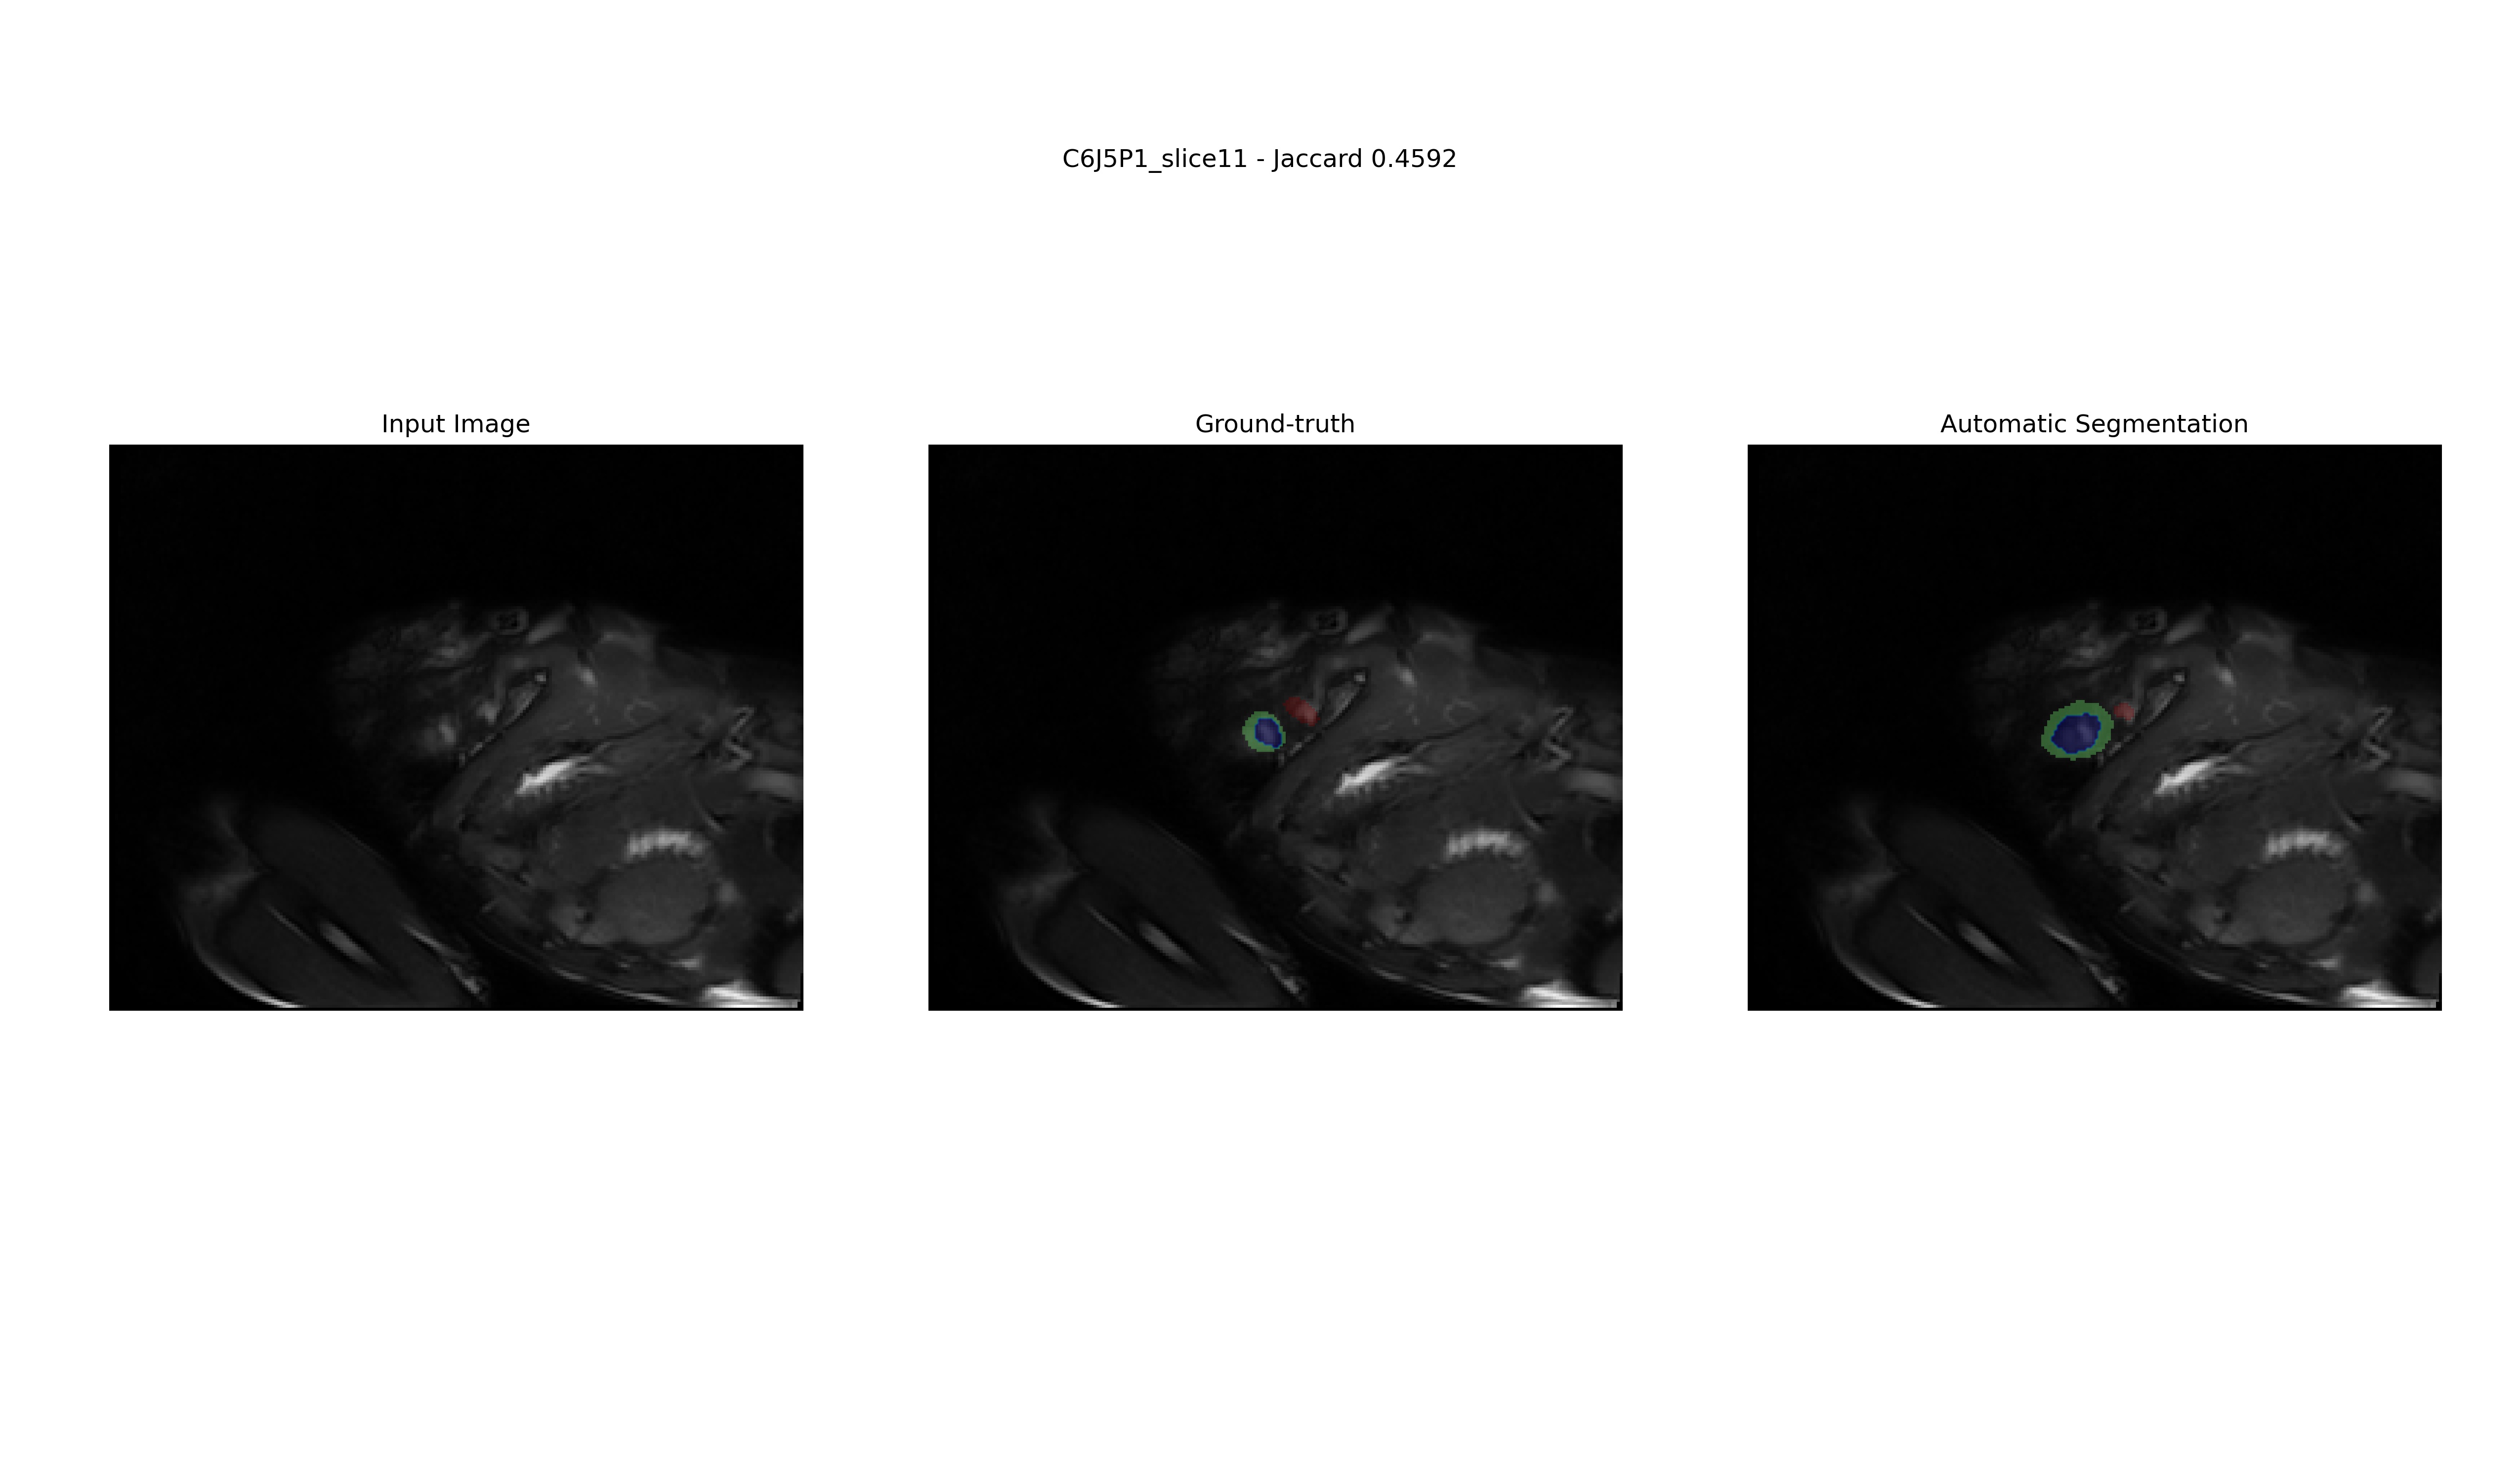 C6J5P1_slice11 - Jaccard 0.4592
Input Image
Ground-truth
Automatic Segmentation